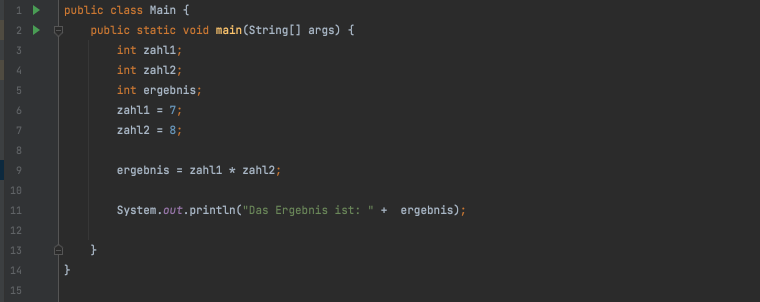 1 public class Main {
2 public static void main(String[] args) {
3 int zahl1;
4 int zahl2;
5 int ergebnis;
6 zahl1 = 7;
7 zahl2 = 8;
8
9 ergebnis = zahl1 * zahl2;
10
11 System.out.println("Das Ergebnis ist: " +  ergebnis);
12
13 }
14 }
15